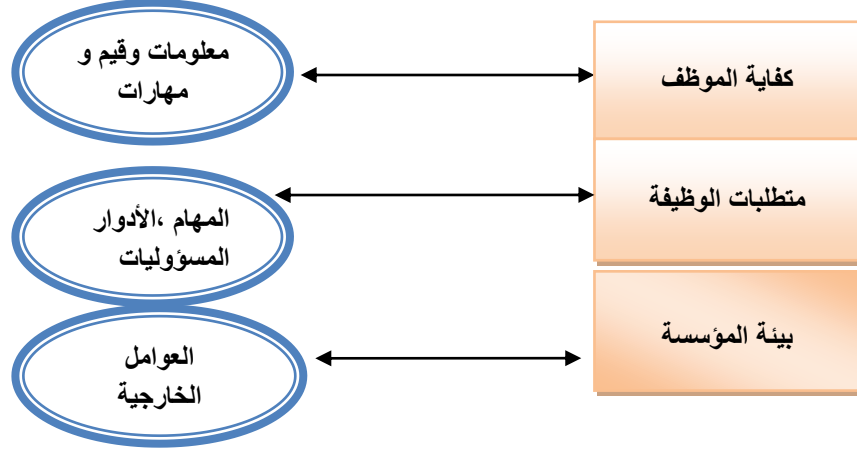 كفاية الموظف
معلومات وقيم و
مهارات
متطلبات الوظيفة
المهام ،الأدوار
المسؤوليات
بيئة المؤسسة
العوامل
الخارجية